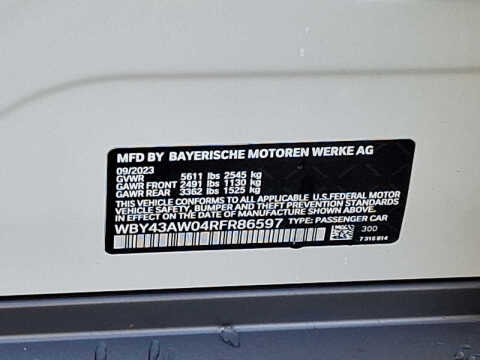 MFD BY BAYERISCHE MOTOREN WERKE AG
09/2023
GVWR 5611 lbs 2545 kg
GAWR FRONT 2491 lbs 1130 kg
GAWR REAR 3362 lbs 1525 kg
THIS VEHICLE CONFORMS TO ALL APPLICABLE U.S.FEDERAL MOTOR
VEHICLE SAFETY, BUMPER AND THEFT PREVENTION STANDARDS
IN EFFECT ON THE DATE OF MANUFACTURE SHOWN ABOVE.
WBY43AW04RFR86597 TYPE: PASSENGER CAR
300
7 318 814